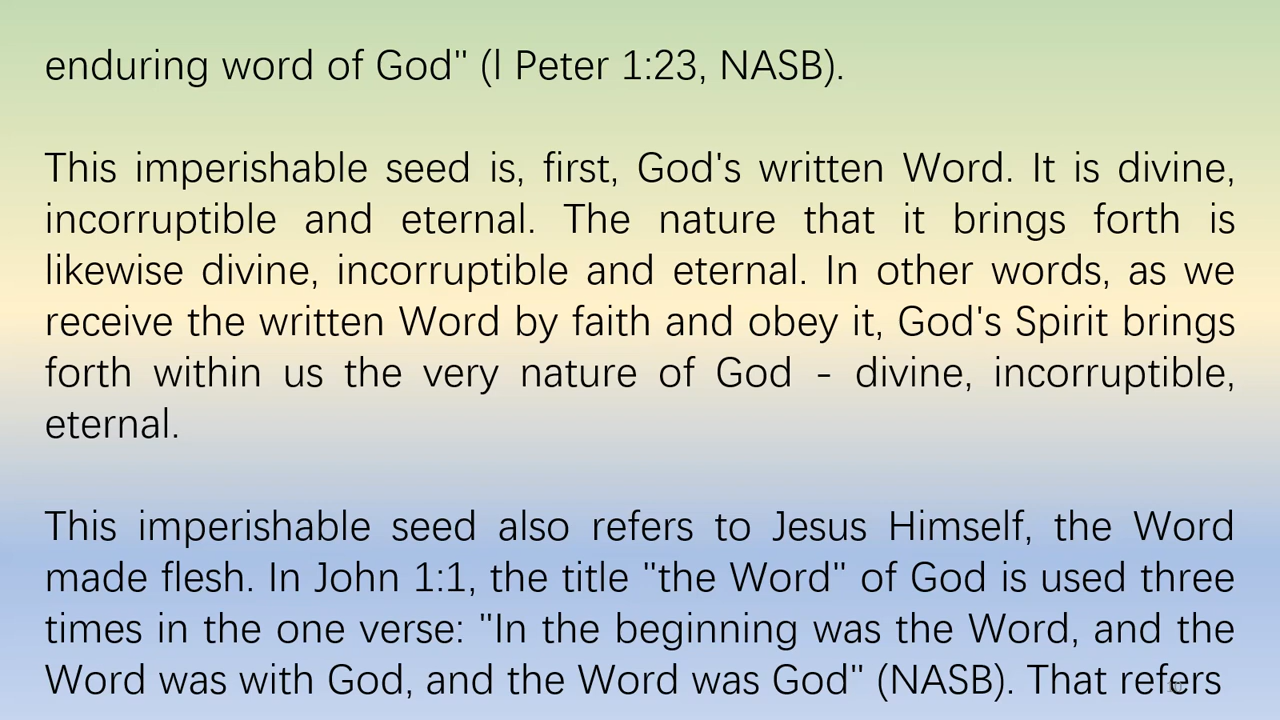 enduring word of God" (l Peter 1:23, NASB).
This imperishable seed is, first, God's written Word. It is divine,
incorruptible and eternal. The nature that it brings forth is
likewise divine, incorruptible and eternal. In other words, as we
receive the written Word by faith and obey it, God's Spirit brings
forth within us the very nature of God - divine, incorruptible,
eternal.
This imperishable seed also refers to Jesus Himself, the Word
made flesh. In John 1:1, the title "the Word" of God is used three
times in the one verse: "In the beginning was the Word, and the
Word was with God, and the Word was God" (NASB). That refers